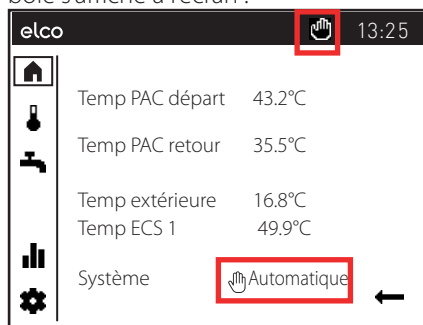 elco 13:25
Temp PAC départ 43.2°C
Temp PAC retour 35.5°C
Temp extérieure 16.8°C
Temp ECS 1 49.9°C
Système Automatique